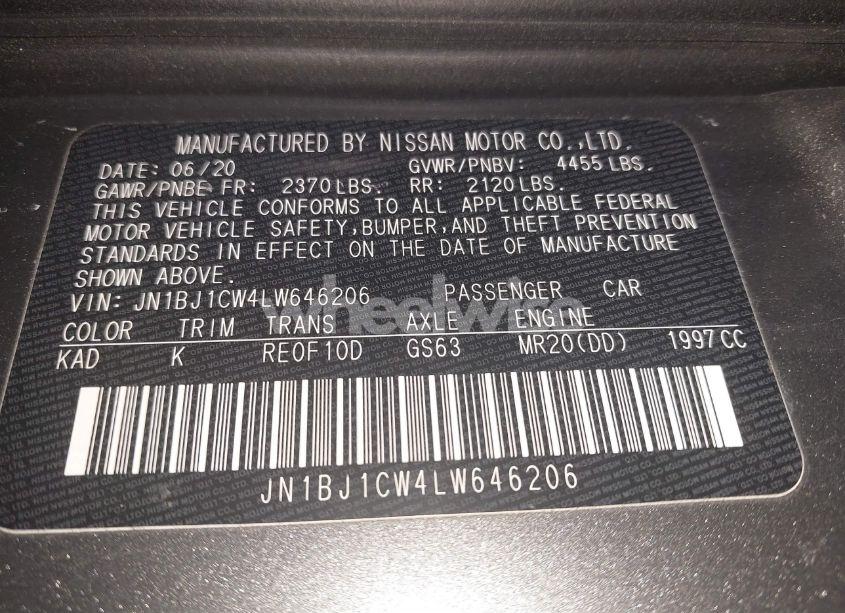 MANUFACTURED BY NISSAN MOTOR CO.,LTD.
DATE: 06/20 GVWR/PNBV: 4455 LBS.
GAWR/PNBE FR: 2370 LBS. RR: 2120 LBS.
THIS VEHICLE CONFORMS TO ALL APPLICABLE FEDERAL
MOTOR VEHICLE SAFETY,BUMPER,AND THEFT PREVENTION
STANDARDS IN EFFECT ON THE DATE OF MANUFACTURE
SHOWN ABOVE.
VIN: JN1BJ1CW4LW646206 PASSENGER CAR
wheelwire
COLOR TRIM TRANS AXLE ENGINE
KAD K RE0F10D GS63 MR20(DD) 1997 CC
JN1BJ1CW4LW646206